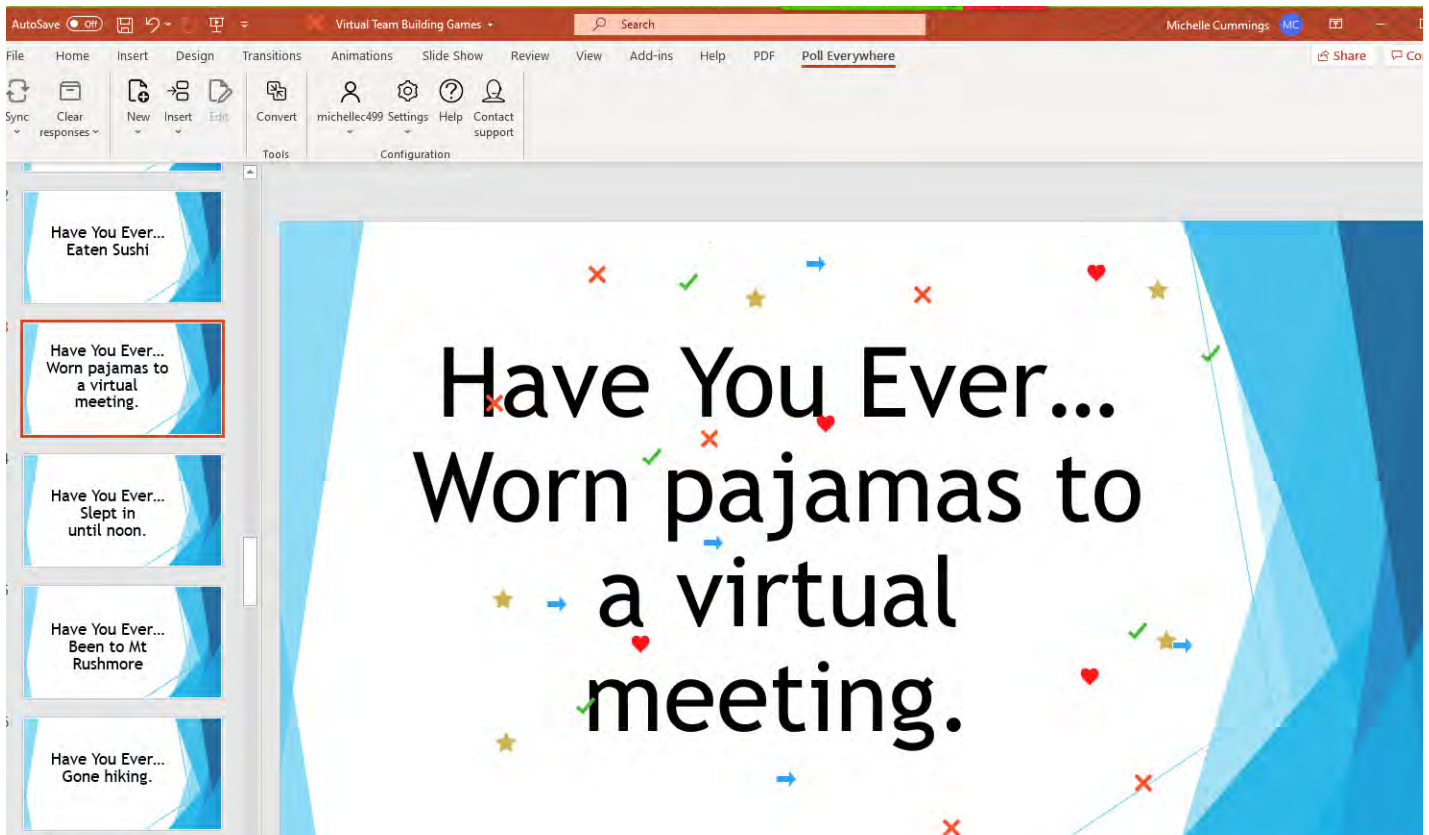 AutoSave Off Virtual Team Building Games Search Michelle Cummings MC
File Home Insert Design Transitions Animations Slide Show Review View Add-ins Help PDF Poll Everywhere Share
Sync Clear New Insert Edit Convert michellec499 Settings Help Contact
responses support
Tools Configuration
Have You Ever...
Eaten Sushi
Have You Ever...
Worn pajamas to
a virtual
meeting.
Have You Ever...
Slept in
until noon.
Have You Ever...
Been to Mt
Rushmore
Have You Ever...
Gone hiking.
Have You Ever...
Worn pajamas to
a virtual
meeting.